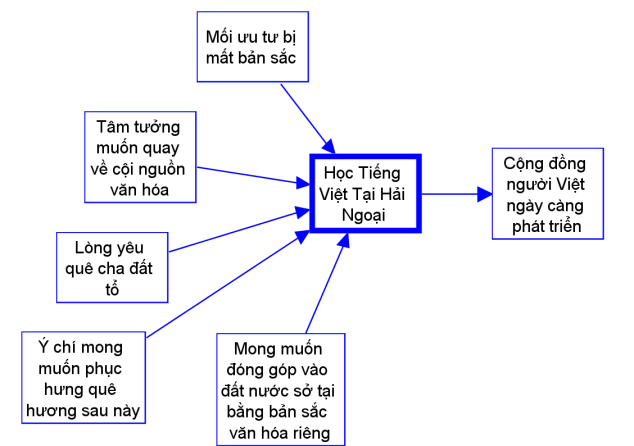 Mối ưu tư bị
mất bản sắc
Tâm tưởng
muốn quay
về cội nguồn
văn hóa
Học Tiếng
Việt Tại Hải
Ngoại
Cộng đồng
người Việt
ngày càng
phát triển
Lòng yêu
quê cha đất
tổ
Ý chí mong
muốn phục
hưng quê
hương sau này
Mong muốn
đóng góp vào
đất nước sở tại
bằng bản sắc
văn hóa riêng